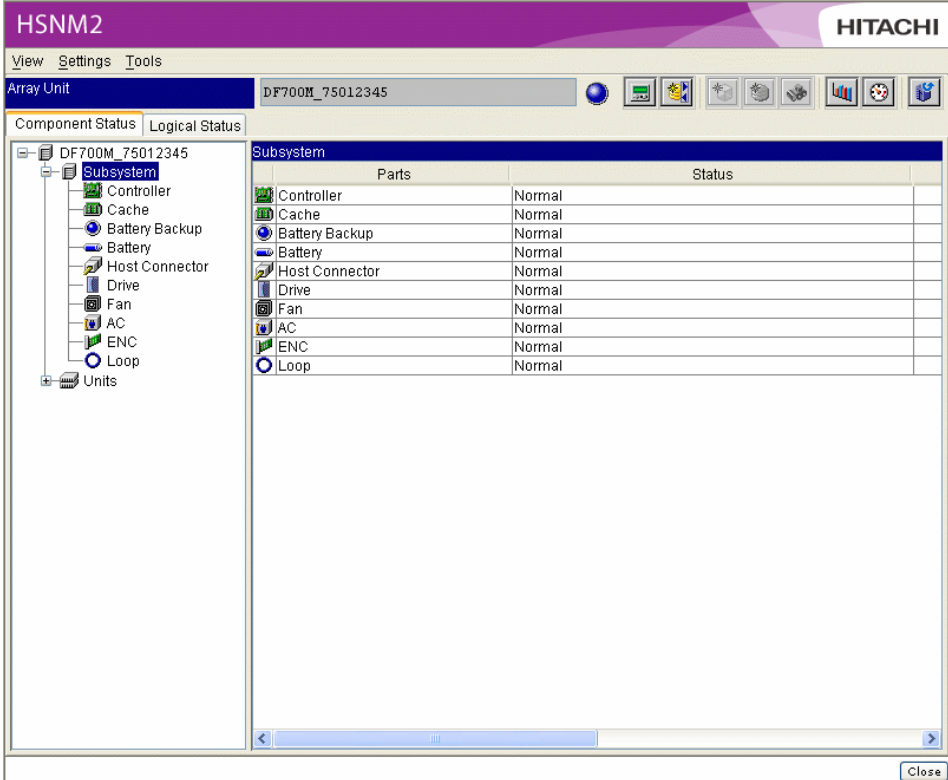 HSNM2 HITACHI
View Settings Tools
Array Unit DF700M_75012345
Component Status Logical Status
DF700M_75012345
Subsystem
Controller
Cache
Battery Backup
Battery
Host Connector
Drive
Fan
AC
ENC
Loop
Units
Subsystem
Parts Status
Controller Normal
Cache Normal
Battery Backup Normal
Battery Normal
Host Connector Normal
Drive Normal
Fan Normal
AC Normal
ENC Normal
Loop Normal
Close